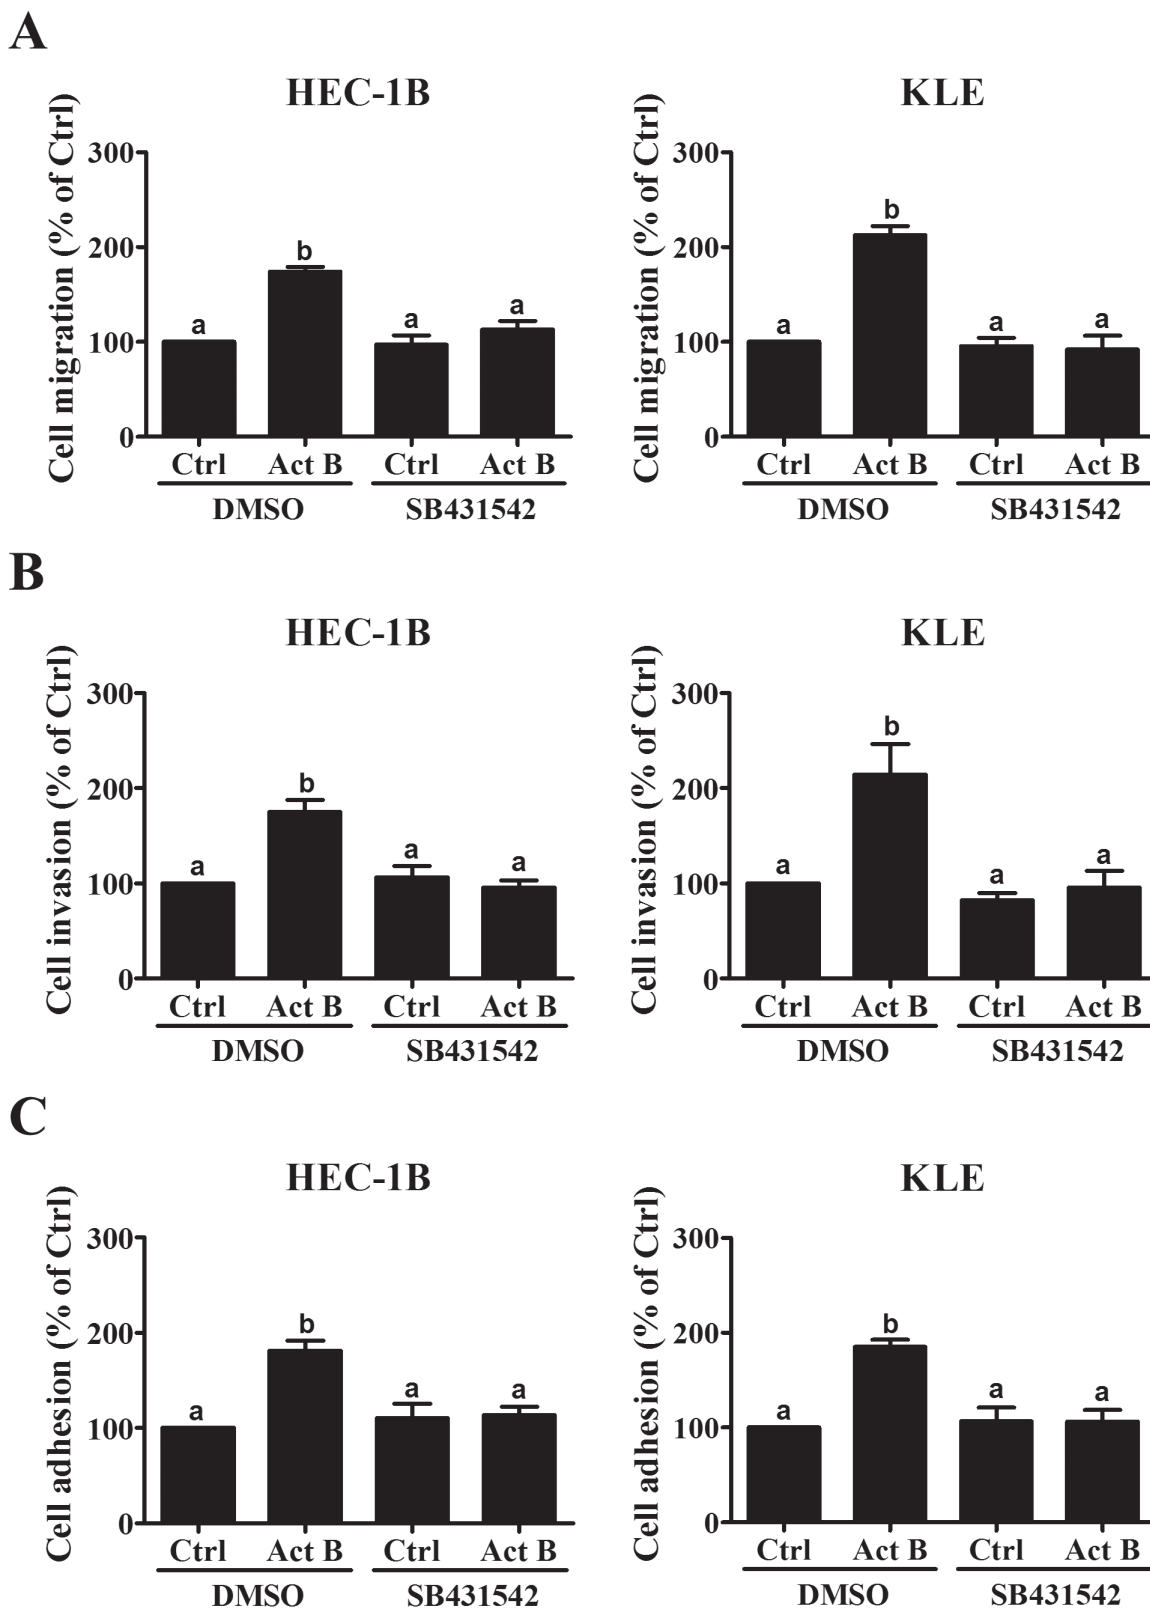 A
HEC-1B
Cell migration (% of Ctrl)
300
200
100
0
a
b
a
a
Ctrl Act B Ctrl Act B
DMSO SB431542
KLE
Cell migration (% of Ctrl)
300
200
100
0
a
b
a
a
Ctrl Act B Ctrl Act B
DMSO SB431542
B
HEC-1B
Cell invasion (% of Ctrl)
300
200
100
0
a
b
a
a
Ctrl Act B Ctrl Act B
DMSO SB431542
KLE
Cell invasion (% of Ctrl)
300
200
100
0
a
b
a
a
Ctrl Act B Ctrl Act B
DMSO SB431542
C
HEC-1B
Cell adhesion (% of Ctrl)
300
200
100
0
a
b
a
a
Ctrl Act B Ctrl Act B
DMSO SB431542
KLE
Cell adhesion (% of Ctrl)
300
200
100
0
a
b
a
a
Ctrl Act B Ctrl Act B
DMSO SB431542